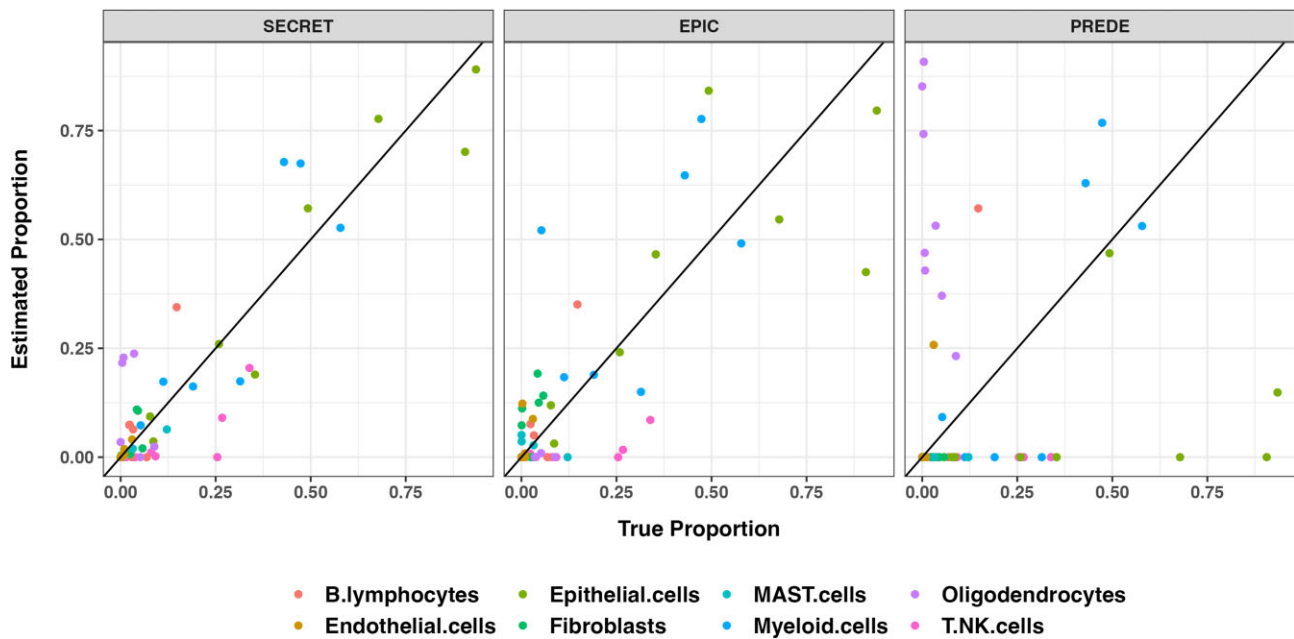 SECRET EPIC PREDE
Estimated Proportion
0.75
0.50
0.25
0.00
0.00 0.25 0.50 0.75 0.00 0.25 0.50 0.75 0.00 0.25 0.50 0.75
True Proportion
B.lymphocytes Epithelial.cells MAST.cells Oligodendrocytes
Endothelial.cells Fibroblasts Myeloid.cells T.NK.cells